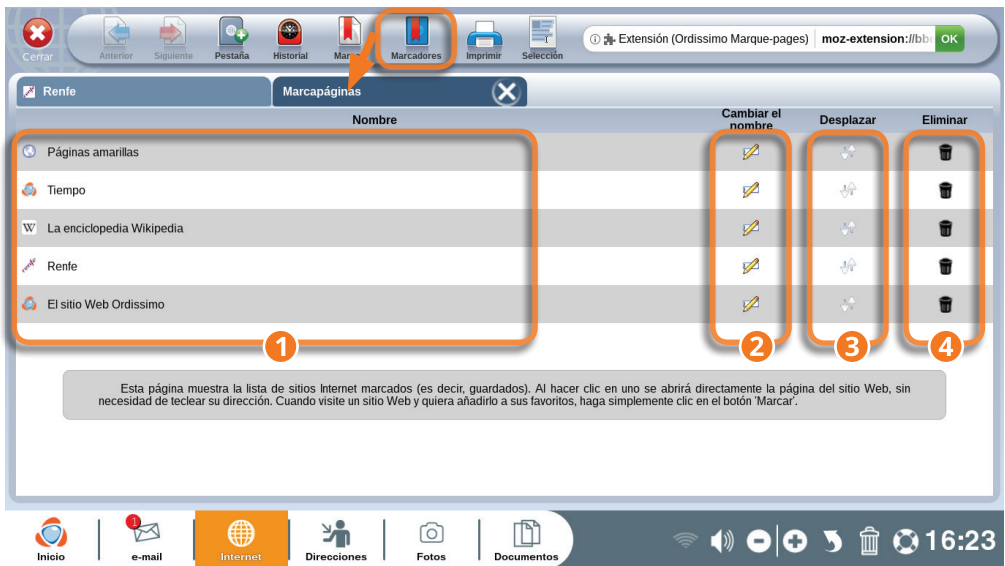 Cerrar
Anterior
Siguiente
Pestaña
Historial
Marcadores
Imprimir
Selección
Extensión (Ordissimo Marque-pages)
moz-extension://bb
OK
Renfe
Marcapáginas
Nombre
Cambiar el
nombre
Desplazar
Eliminar
Páginas amarillas
Tiempo
W La enciclopedia Wikipedia
renfe Renfe
El sitio Web Ordissimo
1
2
3
4
Esta página muestra la lista de sitios Internet marcados (es decir, guardados). Al hacer clic en uno se abrirá directamente la página del sitio Web, sin
necesidad de teclear su dirección. Cuando visite un sitio Web y quiera añadirlo a sus favoritos, haga simplemente clic en el botón 'Marcar'.
1
Inicio
e-mail
Internet
Direcciones
Fotos
Documentos
16:23